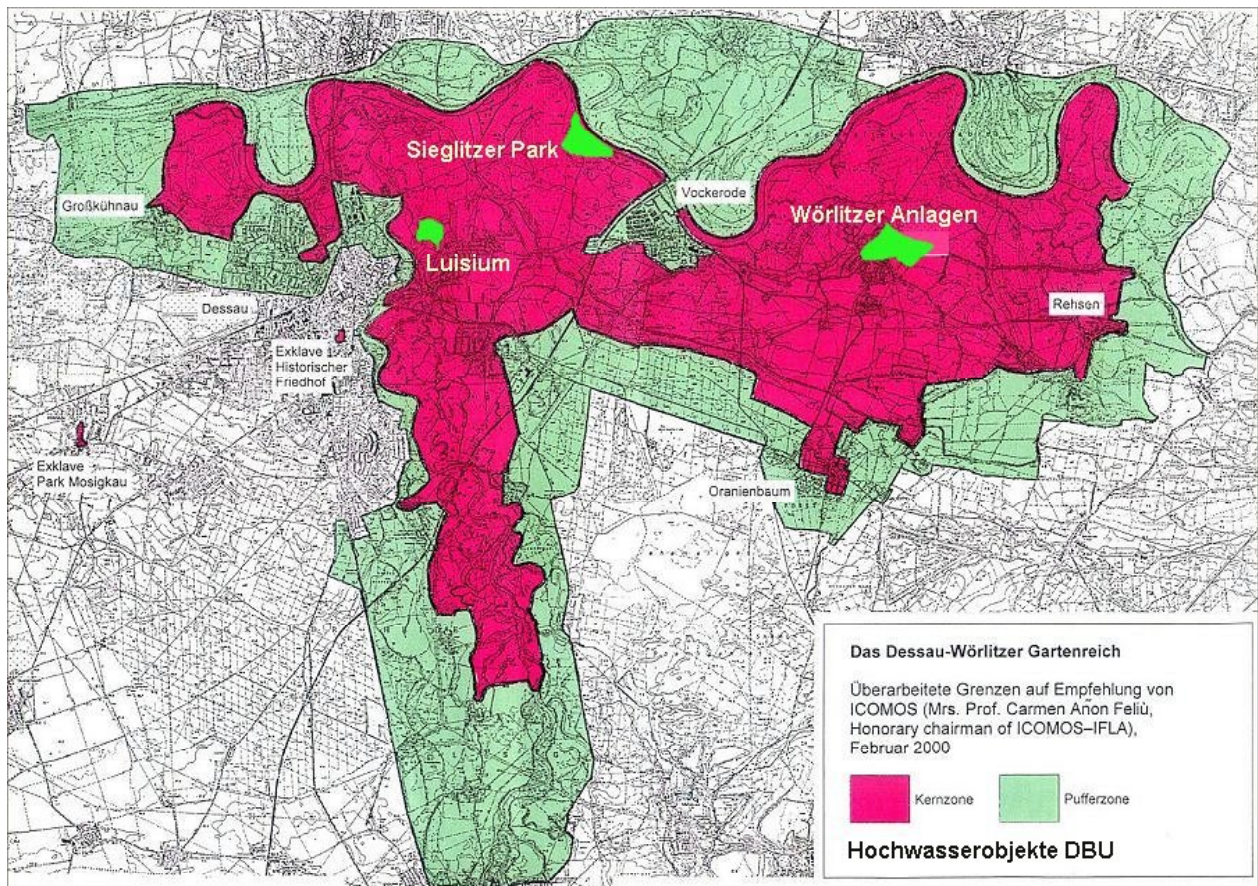 Sieglitzer Park
Vockerode
Großkühnau
Wörlitzer Anlagen
Luisium
Dessau
Rehsen
Exklave
Historischer
Friedhof
Exklave
Park Mosigkau
Oranienbaum
Das Dessau-Wörlitzer Gartenreich
Überarbeitete Grenzen auf Empfehlung von
ICOMOS (Mrs. Prof. Carmen Añon Feliù,
Honorary chairman of ICOMOS–IFLA),
Februar 2000
Kernzone
Pufferzone
Hochwasserobjekte DBU